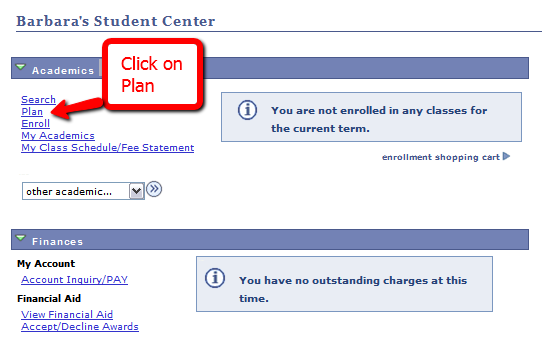 Barbara's Student Center
Academics
Click on
Plan
Search
Plan
Enroll
My Academics
My Class Schedule/Fee Statement
You are not enrolled in any classes for
the current term.
enrollment shopping cart
other academic...
Finances
My Account
Account Inquiry/PAY
Financial Aid
View Financial Aid
Accept/Decline Awards
You have no outstanding charges at this
time.